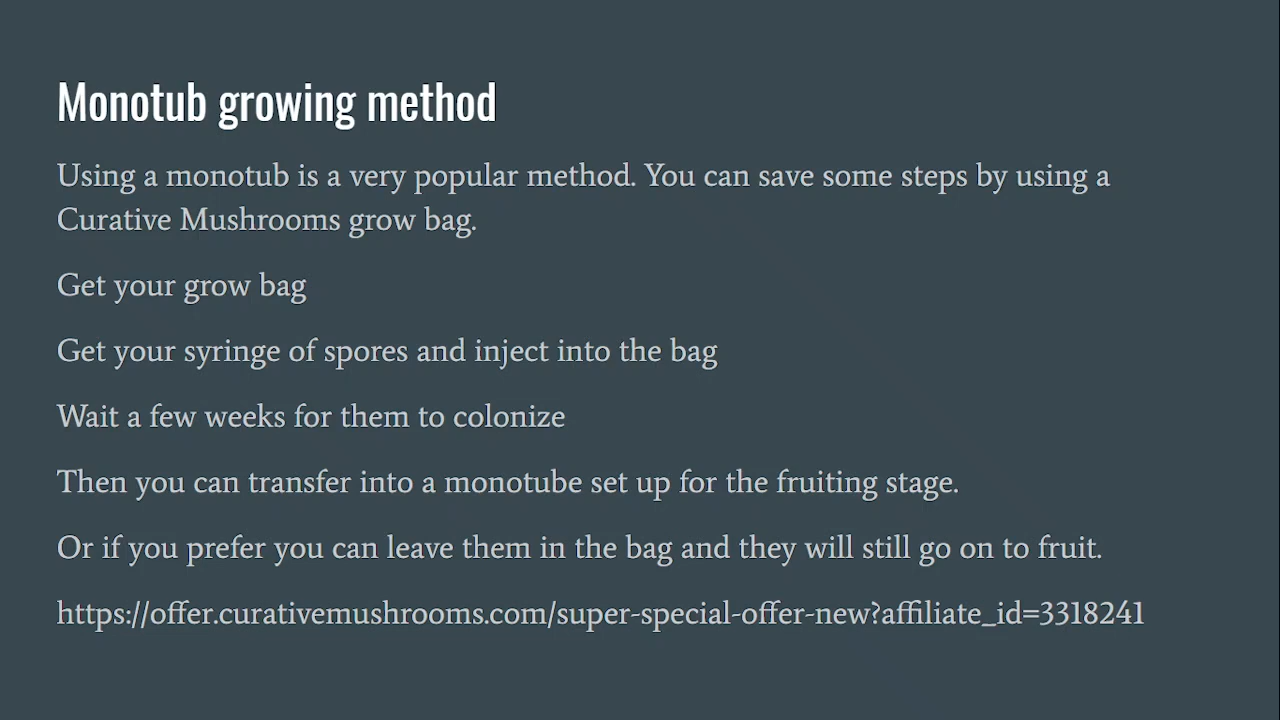 Monotub growing method
Using a monotub is a very popular method. You can save some steps by using a
Curative Mushrooms grow bag.
Get your grow bag
Get your syringe of spores and inject into the bag
Wait a few weeks for them to colonize
Then you can transfer into a monotube set up for the fruiting stage.
Or if you prefer you can leave them in the bag and they will still go on to fruit.
https://offer.curativemushrooms.com/super-special-offer-new?affiliate_id=3318241